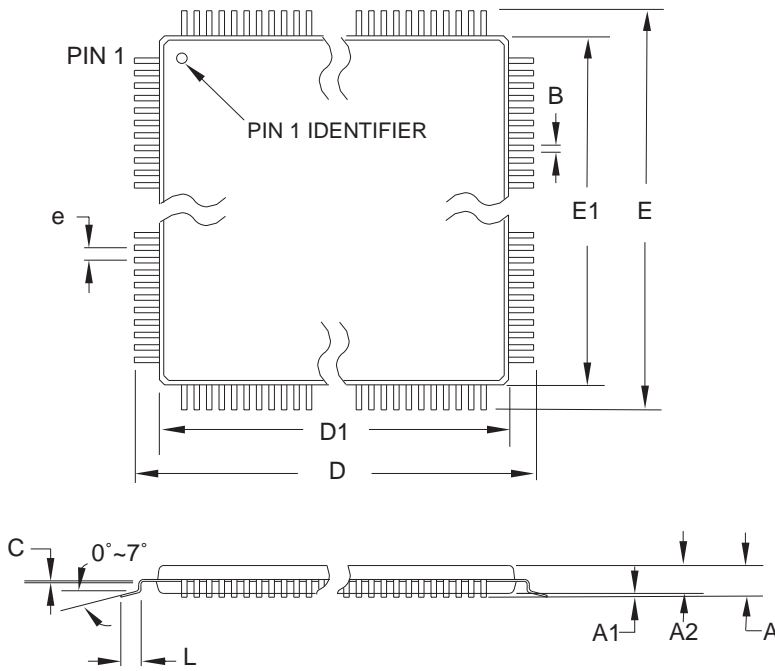 PIN 1
PIN 1 IDENTIFIER
B
e
E1
E
D1
D
C
0°~7°
L
A1
A2
A